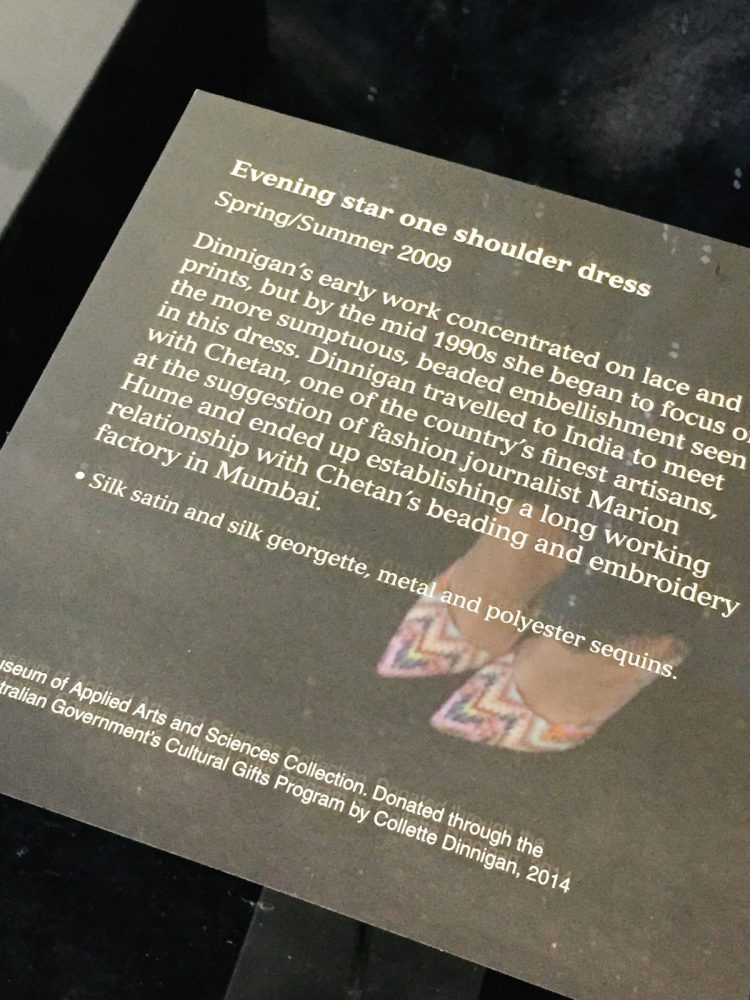 Evening star one shoulder dress
Spring/Summer 2009
Dinnigan's early work concentrated on lace and
prints, but by the mid 1990s she began to focus o
the more sumptuous, beaded embellishment seen
in this dress. Dinnigan travelled to India to meet
with Chetan, one of the country's finest artisans,
at the suggestion of fashion journalist Marion
Hume and ended up establishing a long working
relationship with Chetan's beading and embroidery
factory in Mumbai.
• Silk satin and silk georgette, metal and polyester sequins.
useum of Applied Arts and Sciences Collection. Donated through the
tralian Government's Cultural Gifts Program by Collette Dinnigan, 2014